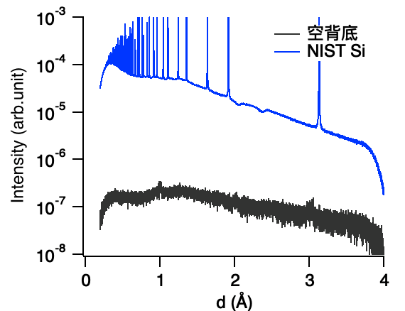 10-3
10-4
10-5
10-6
10-7
10-8
Intensity (arb.unit)
空背底
NIST Si
0 1 2 3 4
d (Å)